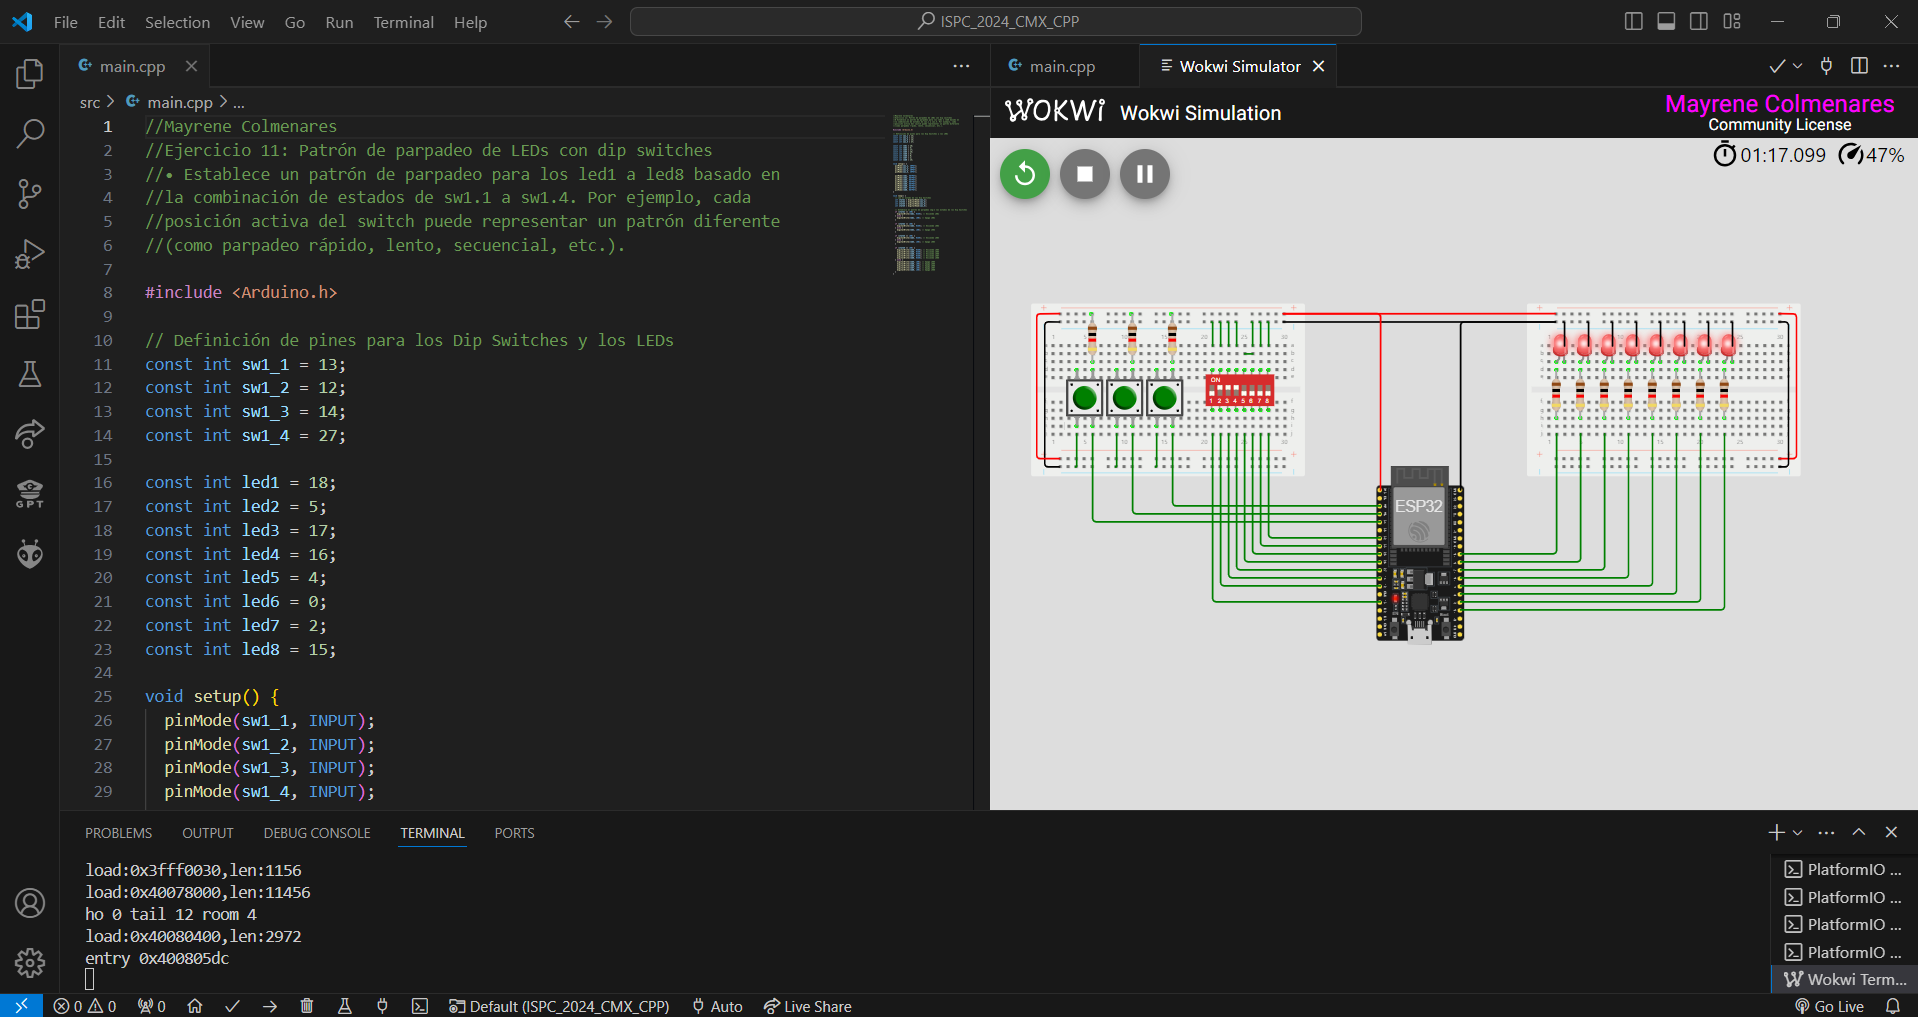 File Edit Selection View Go Run Terminal Help
ISPC_2024_CMX_CPP
main.cpp
src > main.cpp > ...
1 //Mayrene Colmenares
2 //Ejercicio 11: Patrón de parpadeo de LEDs con dip switches
3 //• Establece un patrón de parpadeo para los led1 a led8 basado en
4 //la combinación de estados de sw1.1 a sw1.4. Por ejemplo, cada
5 //posición activa del switch puede representar un patrón diferente
6 //(como parpadeo rápido, lento, secuencial, etc.).
7
8 #include <Arduino.h>
9
10 // Definición de pines para los Dip Switches y los LEDs
11 const int sw1_1 = 13;
12 const int sw1_2 = 12;
13 const int sw1_3 = 14;
14 const int sw1_4 = 27;
15
16 const int led1 = 18;
17 const int led2 = 5;
18 const int led3 = 17;
19 const int led4 = 16;
20 const int led5 = 4;
21 const int led6 = 0;
22 const int led7 = 2;
23 const int led8 = 15;
24
25 void setup() {
26 pinMode(sw1_1, INPUT);
27 pinMode(sw1_2, INPUT);
28 pinMode(sw1_3, INPUT);
29 pinMode(sw1_4, INPUT);
main.cpp Wokwi Simulator
WOKWI Wokwi Simulation
Mayrene Colmenares
Community License
01:17.099 47%
ON
1 2 3 4 5 6 7 8
ESP32
PROBLEMS OUTPUT DEBUG CONSOLE TERMINAL PORTS
load:0x3fff0030,len:1156
load:0x40078000,len:11456
ho 0 tail 12 room 4
load:0x40080400,len:2972
entry 0x400805dc
PlatformIO ...
PlatformIO ...
PlatformIO ...
PlatformIO ...
Wokwi Term...
GPT
0 0 0 Default (ISPC_2024_CMX_CPP) Auto Live Share Go Live